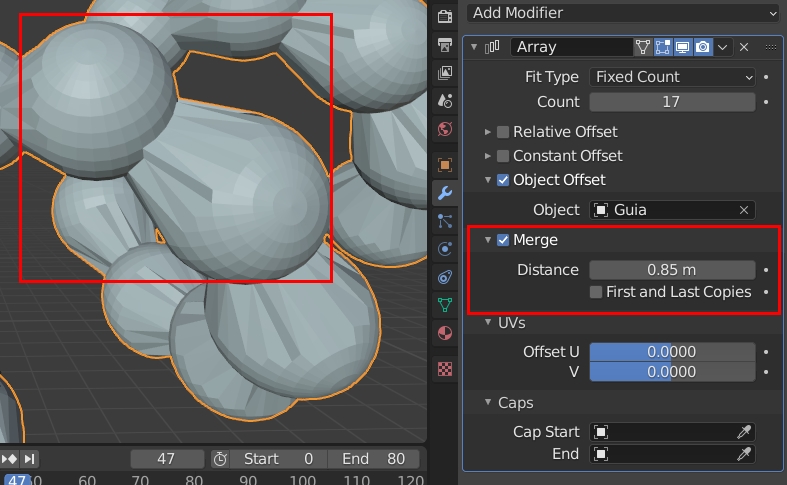 Add Modifier
Array
Fit Type Fixed Count
Count 17
Relative Offset
Constant Offset
Object Offset
Object Guia
Merge
Distance 0.85 m
First and Last Copies
UVs
Offset U 0.0000
V 0.0000
Caps
Cap Start
End
47 Start 0 End 80
47 60 70 80 90 100 110 120